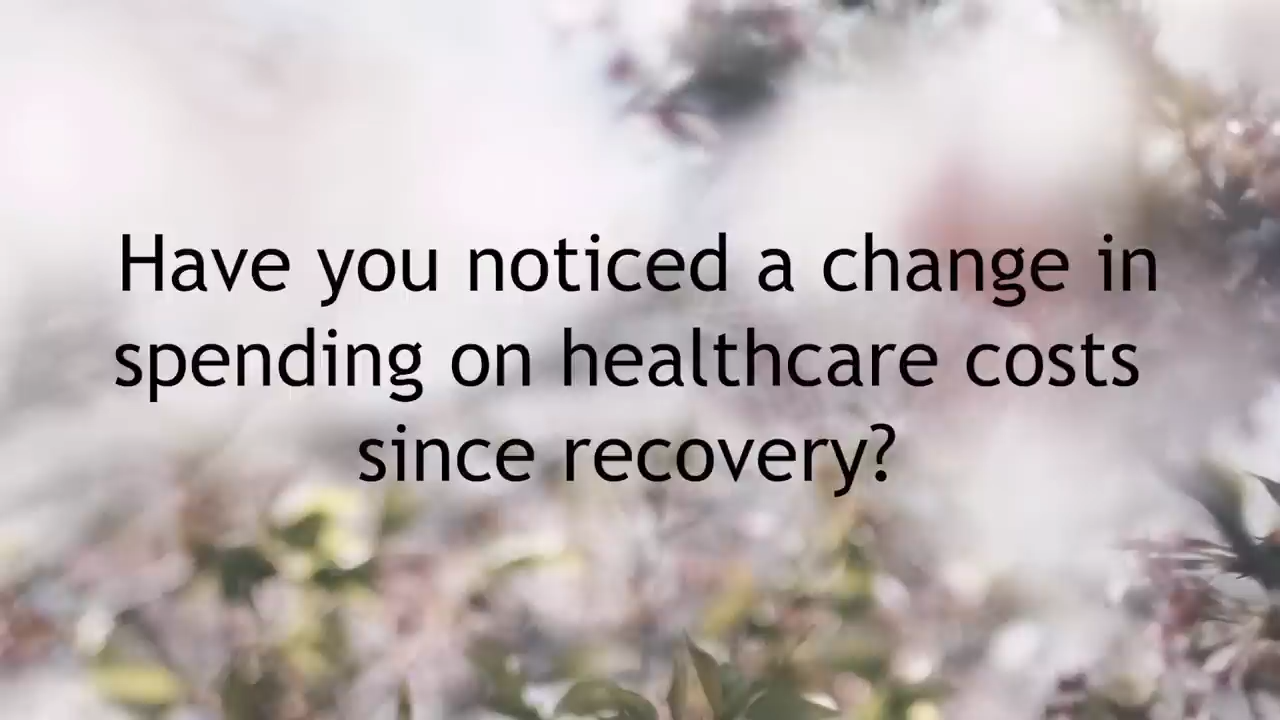 Have you noticed a change in
spending on healthcare costs
since recovery?